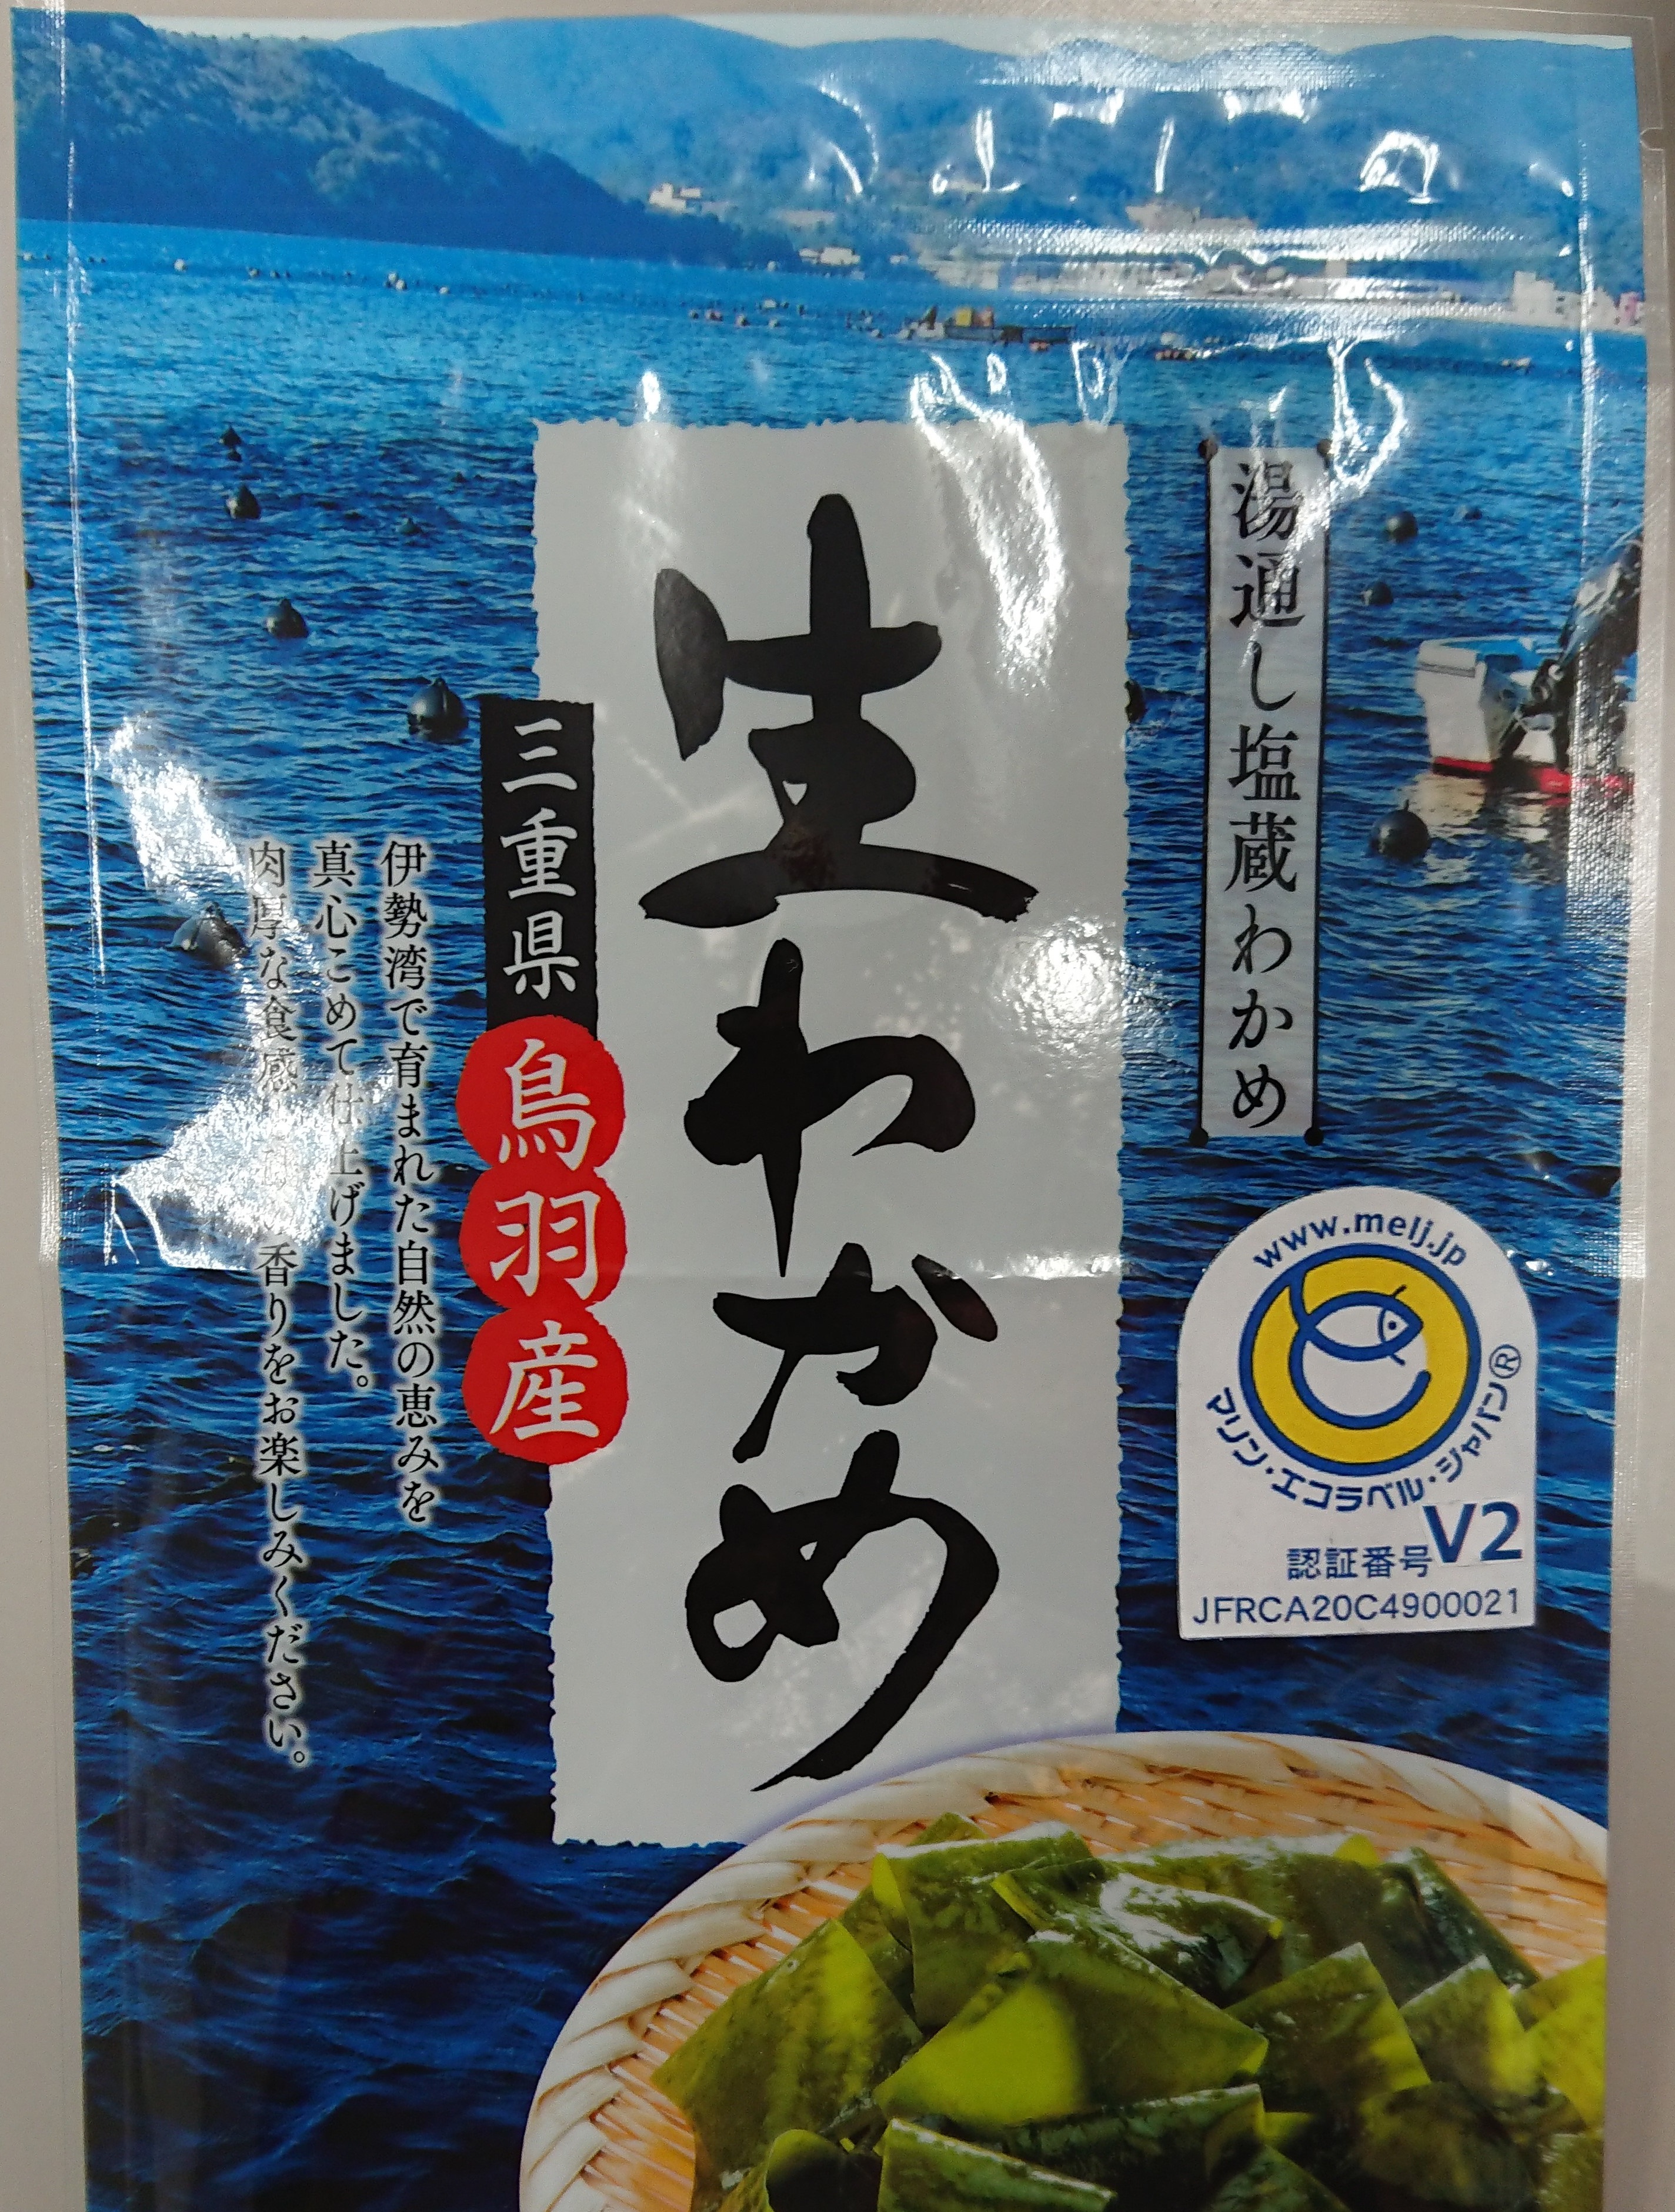 湯通し塩蔵わかめ
生わかめ
三重県
鳥羽産
伊勢湾で育まれた自然の恵みを
真心こめて仕上げました。
肉厚な食感 香りをお楽しみください。
www.melj.jp
マリン・エコラベル・ジャパン®
V2
認証番号
JFRCA20C4900021